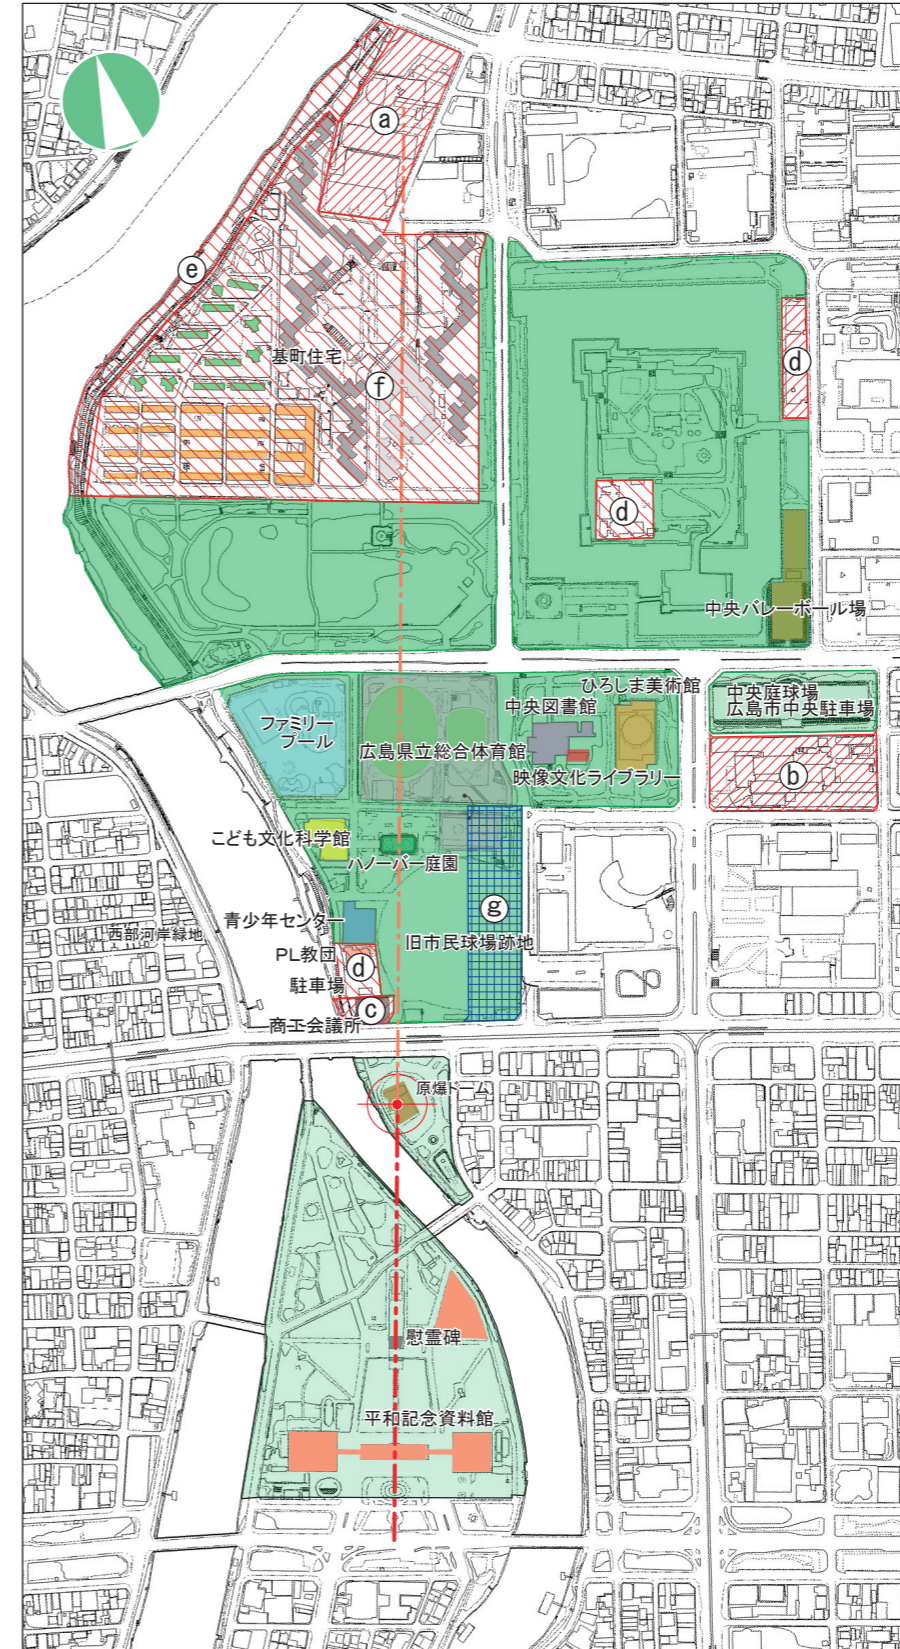 ⓐ
ⓔ
基町住宅
ⓕ
ⓓ
ⓓ
中央バレーボール場
ひろしま美術館
中央図書館
中央庭球場
広島市中央駐車場
ファミリー
プール
広島県立総合体育館
映像文化ライブラリー
ⓑ
こども文化科学館
ハノーバー庭園
青少年センター
ⓖ
西部河岸緑地
旧市民球場跡地
PL教団
ⓓ
駐車場
ⓒ
商工会議所
原爆ドーム
慰霊碑
平和記念資料館